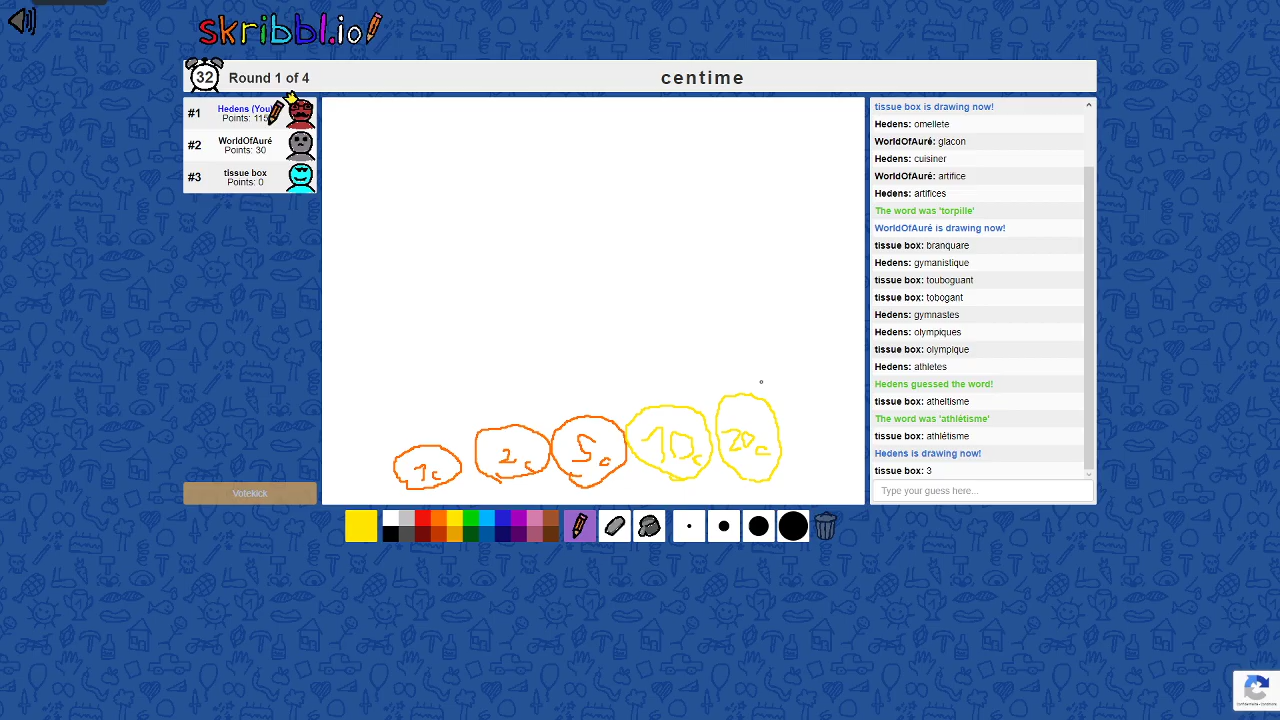 skribbl.io
32
Round 1 of 4
centime
#1
Hedens (You)
Points: 115
#2
WorldOfAuré
Points: 30
#3
tissue box
Points: 0
Votekick
1c
2c
5c
10c
20c
tissue box is drawing now!
Hedens: omellete
WorldOfAuré: glacon
Hedens: cuisiner
WorldOfAuré: artifice
Hedens: artifices
The word was 'torpille'
WorldOfAuré is drawing now!
tissue box: branquare
Hedens: gymanistique
tissue box: touboguant
tissue box: tobogant
Hedens: gymnastes
Hedens: olympiques
tissue box: olympique
Hedens: athletes
Hedens guessed the word!
tissue box: atheltisme
The word was 'athlétisme'
tissue box: athlétisme
Hedens is drawing now!
tissue box: 3
Type your guess here...